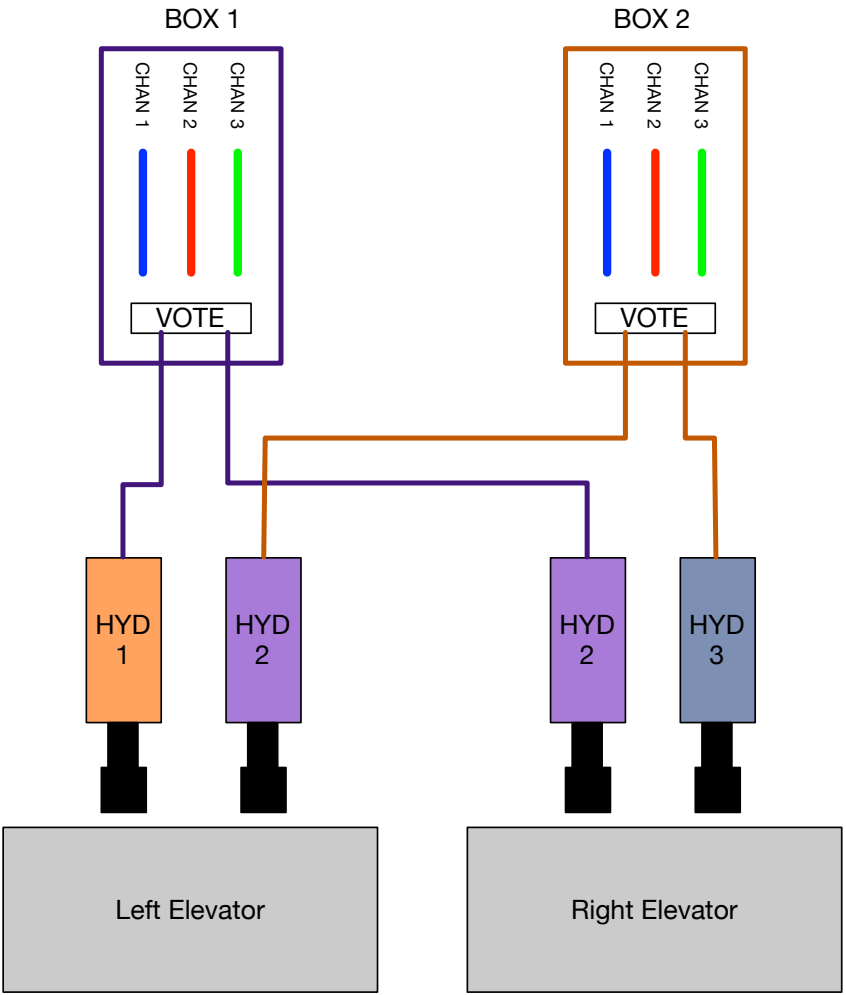 BOX 1
BOX 2
CHAN 1
CHAN 2
CHAN 3
CHAN 1
CHAN 2
CHAN 3
VOTE
VOTE
HYD
1
HYD
2
HYD
2
HYD
3
Left Elevator
Right Elevator